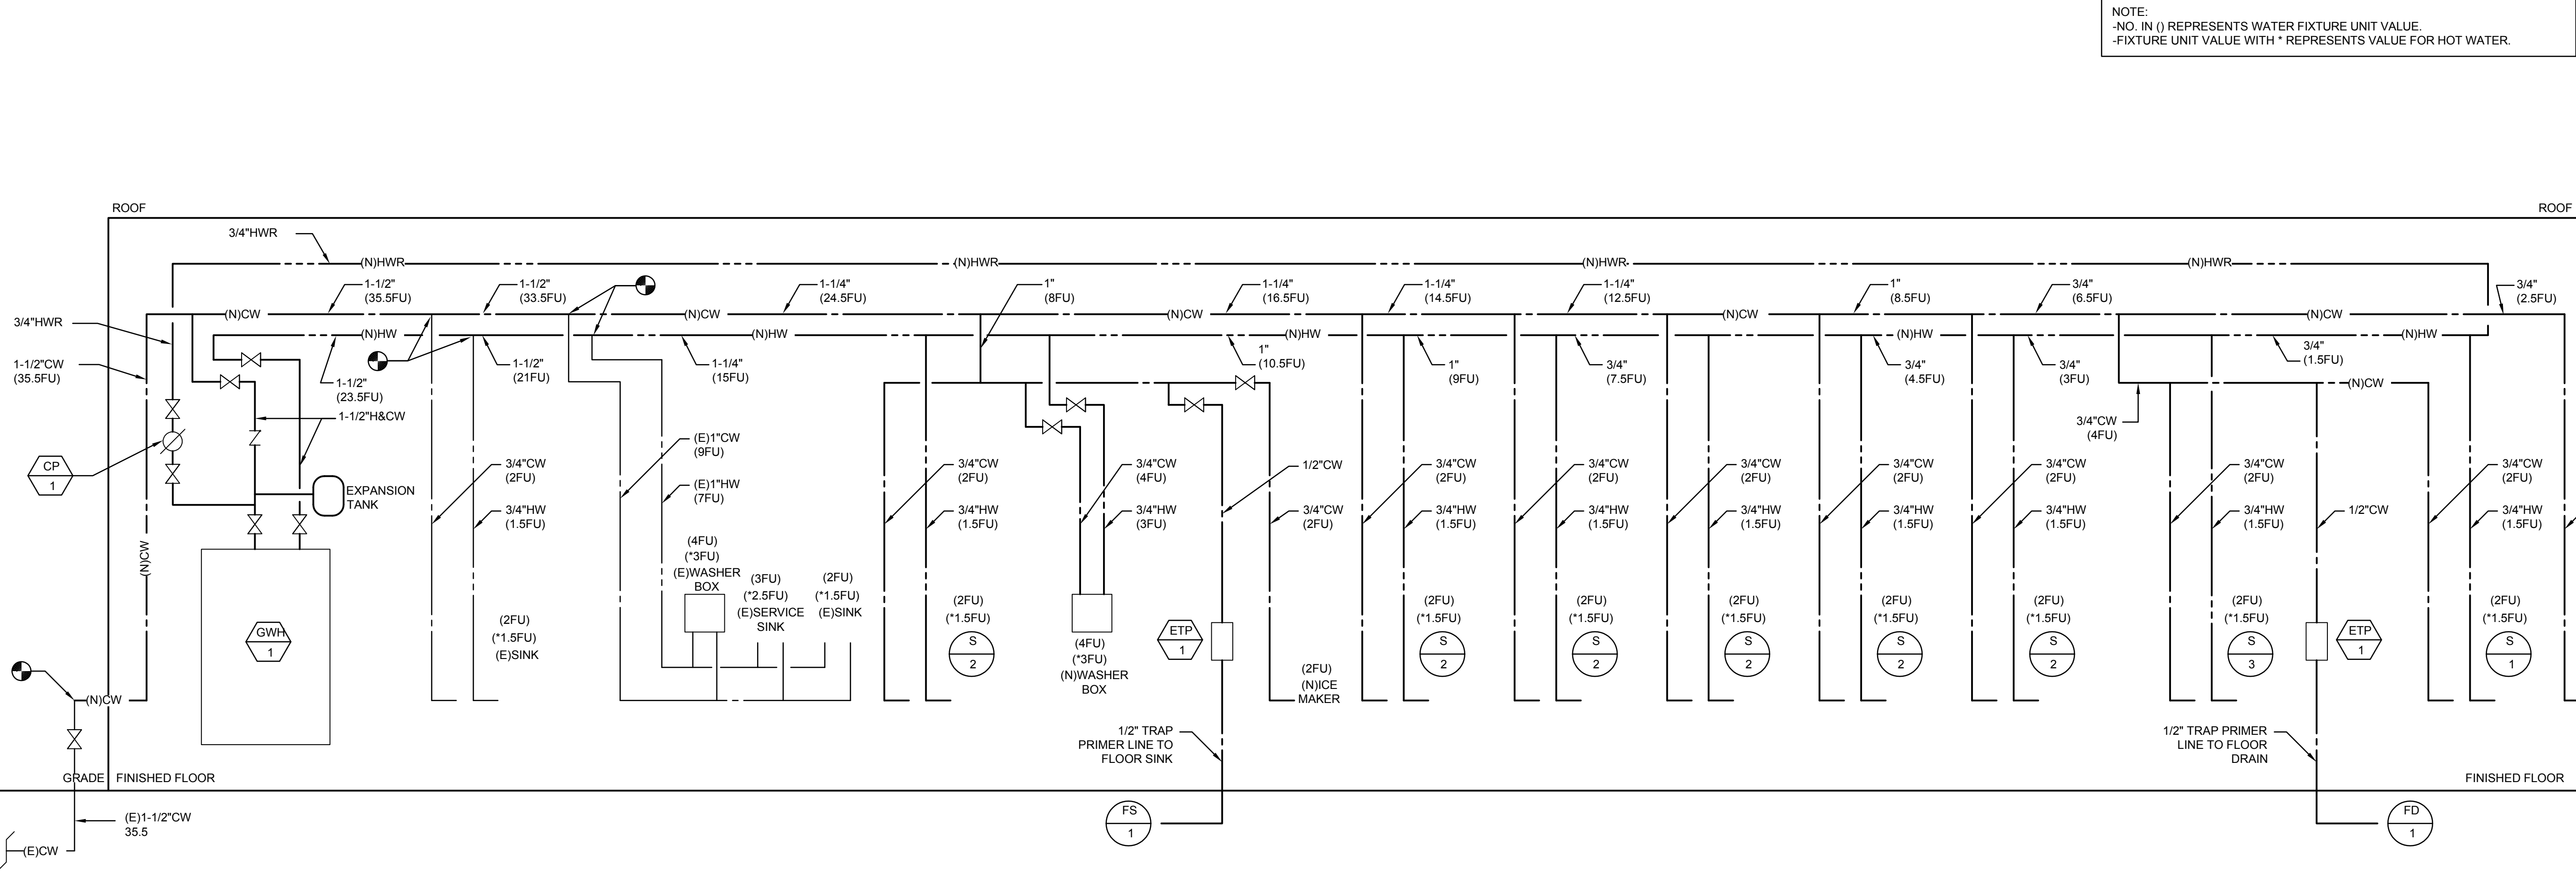 NOTE:
-NO. IN () REPRESENTS WATER FIXTURE UNIT VALUE.
-FIXTURE UNIT VALUE WITH * REPRESENTS VALUE FOR HOT WATER.
ROOF
ROOF
3/4"HWR
(N)HWR
(N)HWR
(N)HWR
(N)HWR
1-1/2"
(35.5FU)
1-1/2"
(33.5FU)
1-1/4"
(24.5FU)
1"
(8FU)
1-1/4"
(16.5FU)
1-1/4"
(14.5FU)
1-1/4"
(12.5FU)
1"
(8.5FU)
3/4"
(6.5FU)
3/4"
(2.5FU)
(N)CW
(N)CW
(N)CW
(N)CW
(N)CW
3/4"HWR
(N)HW
(N)HW
(N)HW
(N)HW
(N)HW
1-1/2"CW
(35.5FU)
1-1/2"
(23.5FU)
1-1/2"
(21FU)
1-1/4"
(15FU)
1"
(10.5FU)
1"
(9FU)
3/4"
(7.5FU)
3/4"
(4.5FU)
3/4"
(3FU)
3/4"
(1.5FU)
(N)CW
1-1/2"H&CW
3/4"CW
(4FU)
CP
1
EXPANSION
TANK
(N)CW
3/4"CW
(2FU)
3/4"HW
(1.5FU)
(E)1"CW
(9FU)
(E)1"HW
(7FU)
3/4"CW
(2FU)
3/4"HW
(1.5FU)
3/4"CW
(4FU)
3/4"HW
(3FU)
1/2"CW
3/4"CW
(2FU)
3/4"CW
(2FU)
3/4"HW
(1.5FU)
3/4"CW
(2FU)
3/4"HW
(1.5FU)
3/4"CW
(2FU)
3/4"HW
(1.5FU)
3/4"CW
(2FU)
3/4"HW
(1.5FU)
3/4"CW
(2FU)
3/4"HW
(1.5FU)
3/4"CW
(2FU)
3/4"HW
(1.5FU)
1/2"CW
3/4"CW
(2FU)
3/4"HW
(1.5FU)
GWH
1
(2FU)
(*1.5FU)
(E)SINK
(4FU)
(*3FU)
(E)WASHER
BOX
(3FU)
(*2.5FU)
(E)SERVICE
SINK
(2FU)
(*1.5FU)
(E)SINK
(2FU)
(*1.5FU)
S
2
(4FU)
(*3FU)
(N)WASHER
BOX
ETP
1
(2FU)
(N)ICE
MAKER
(2FU)
(*1.5FU)
S
2
(2FU)
(*1.5FU)
S
2
(2FU)
(*1.5FU)
S
2
(2FU)
(*1.5FU)
S
2
(2FU)
(*1.5FU)
S
2
(2FU)
(*1.5FU)
S
3
ETP
1
(2FU)
(*1.5FU)
S
1
(N)CW
1/2" TRAP
PRIMER LINE TO
FLOOR SINK
1/2" TRAP PRIMER
LINE TO FLOOR
DRAIN
GRADE
FINISHED FLOOR
FINISHED FLOOR
(E)1-1/2"CW
35.5
(E)CW
FS
1
FD
1